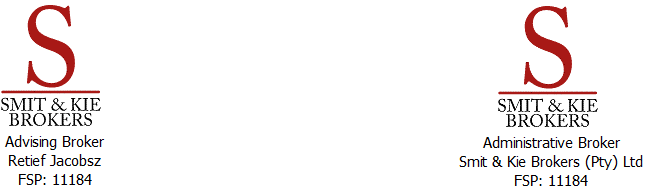 S
SMIT & KIE
BROKERS
Advising Broker
Retief Jacobsz
FSP: 11184
S
SMIT & KIE
BROKERS
Administrative Broker
Smit & Kie Brokers (Pty) Ltd
FSP: 11184